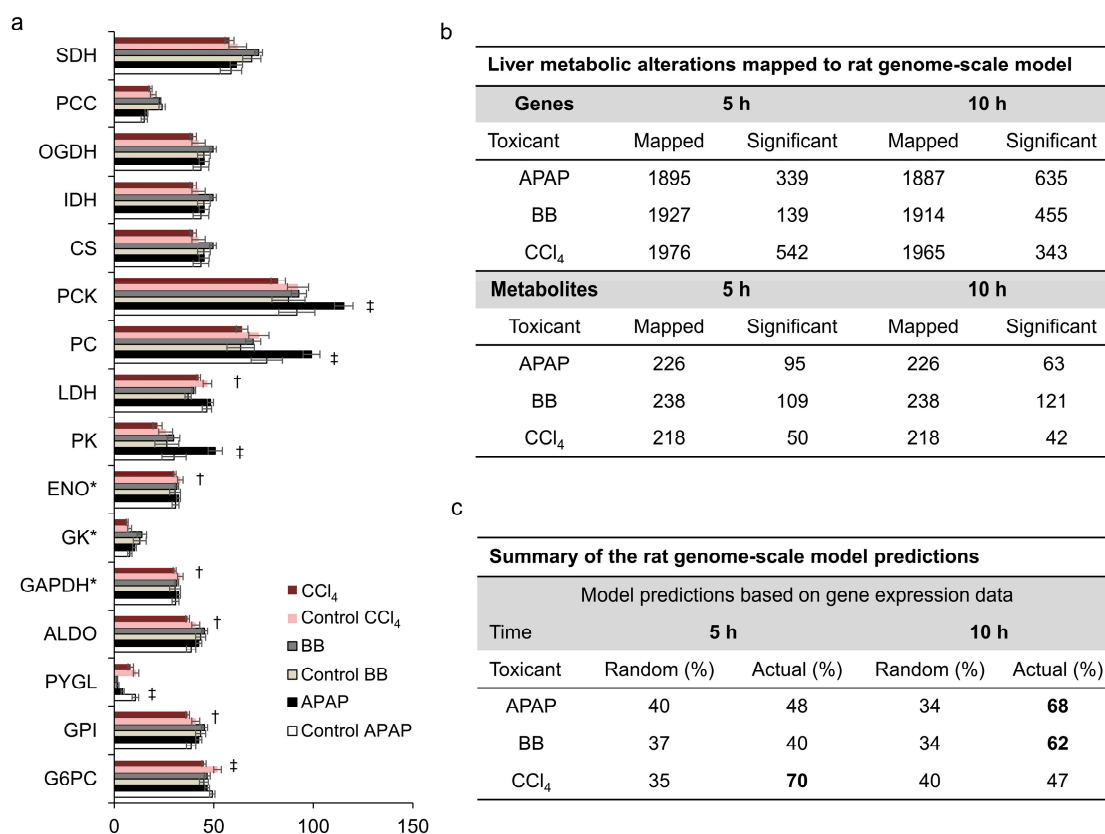 a
SDH
PCC
OGDH
IDH
CS
PCK
‡
PC
‡
LDH
†
PK
‡
ENO*
†
GK*
GAPDH*
†
ALDO
†
PYGL
‡
GPI
†
G6PC
‡
CCl₄
Control CCl₄
BB
Control BB
APAP
Control APAP
0 50 100 150
b
Liver metabolic alterations mapped to rat genome-scale model
Genes 5 h 10 h
Toxicant Mapped Significant Mapped Significant
APAP 1895 339 1887 635
BB 1927 139 1914 455
CCl₄ 1976 542 1965 343
Metabolites 5 h 10 h
Toxicant Mapped Significant Mapped Significant
APAP 226 95 226 63
BB 238 109 238 121
CCl₄ 218 50 218 42
c
Summary of the rat genome-scale model predictions
Model predictions based on gene expression data
Time 5 h 10 h
Toxicant Random (%) Actual (%) Random (%) Actual (%)
APAP 40 48 34 68
BB 37 40 34 62
CCl₄ 35 70 40 47